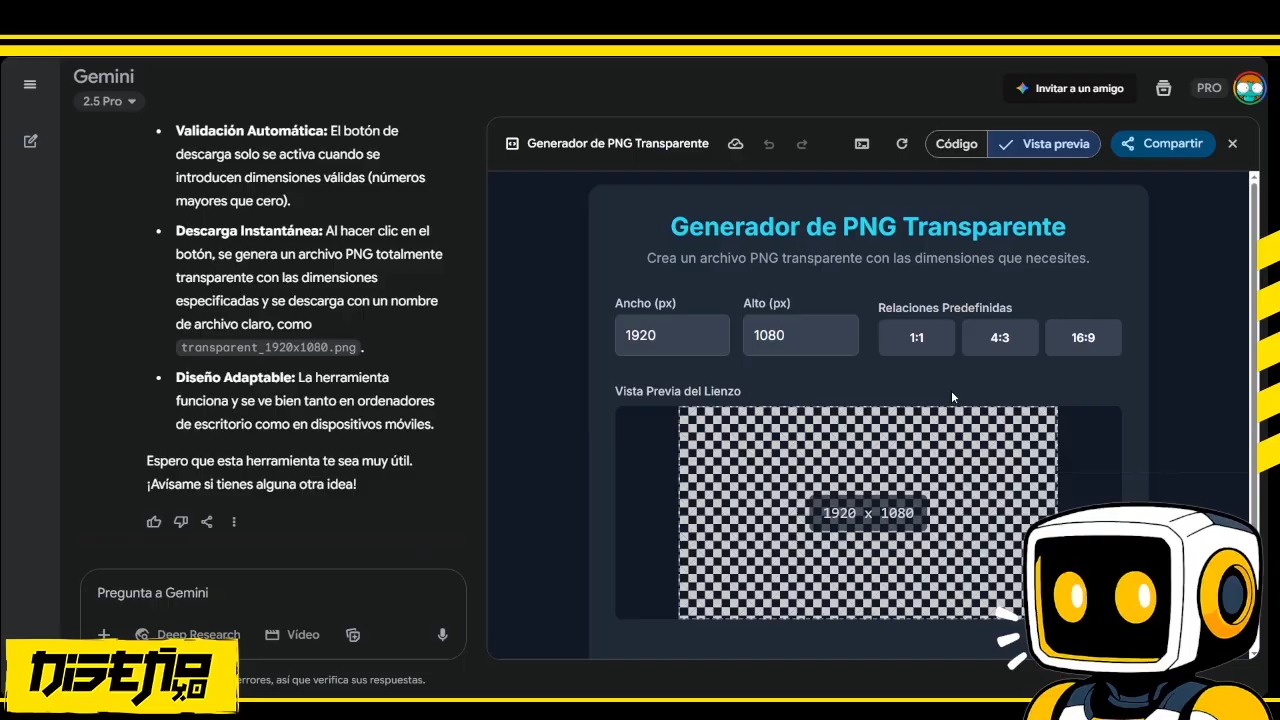 Gemini
2.5 Pro
Invitar a un amigo
PRO
Validación Automática: El botón de
descarga solo se activa cuando se
introducen dimensiones válidas (números
mayores que cero).
Descarga Instantánea: Al hacer clic en el
botón, se genera un archivo PNG totalmente
transparente con las dimensiones
especificadas y se descarga con un nombre
de archivo claro, como
transparent_1920x1080.png.
Diseño Adaptable: La herramienta
funciona y se ve bien tanto en ordenadores
de escritorio como en dispositivos móviles.
Espero que esta herramienta te sea muy útil.
¡Avísame si tienes alguna otra idea!
Pregunta a Gemini
Deep Research
Vídeo
errores, así que verifica sus respuestas.
DISEÑO
Generador de PNG Transparente
Código
Vista previa
Compartir
Generador de PNG Transparente
Crea un archivo PNG transparente con las dimensiones que necesites.
Ancho (px)
Alto (px)
Relaciones Predefinidas
1920
1080
1:1
4:3
16:9
Vista Previa del Lienzo
1920 x 1080